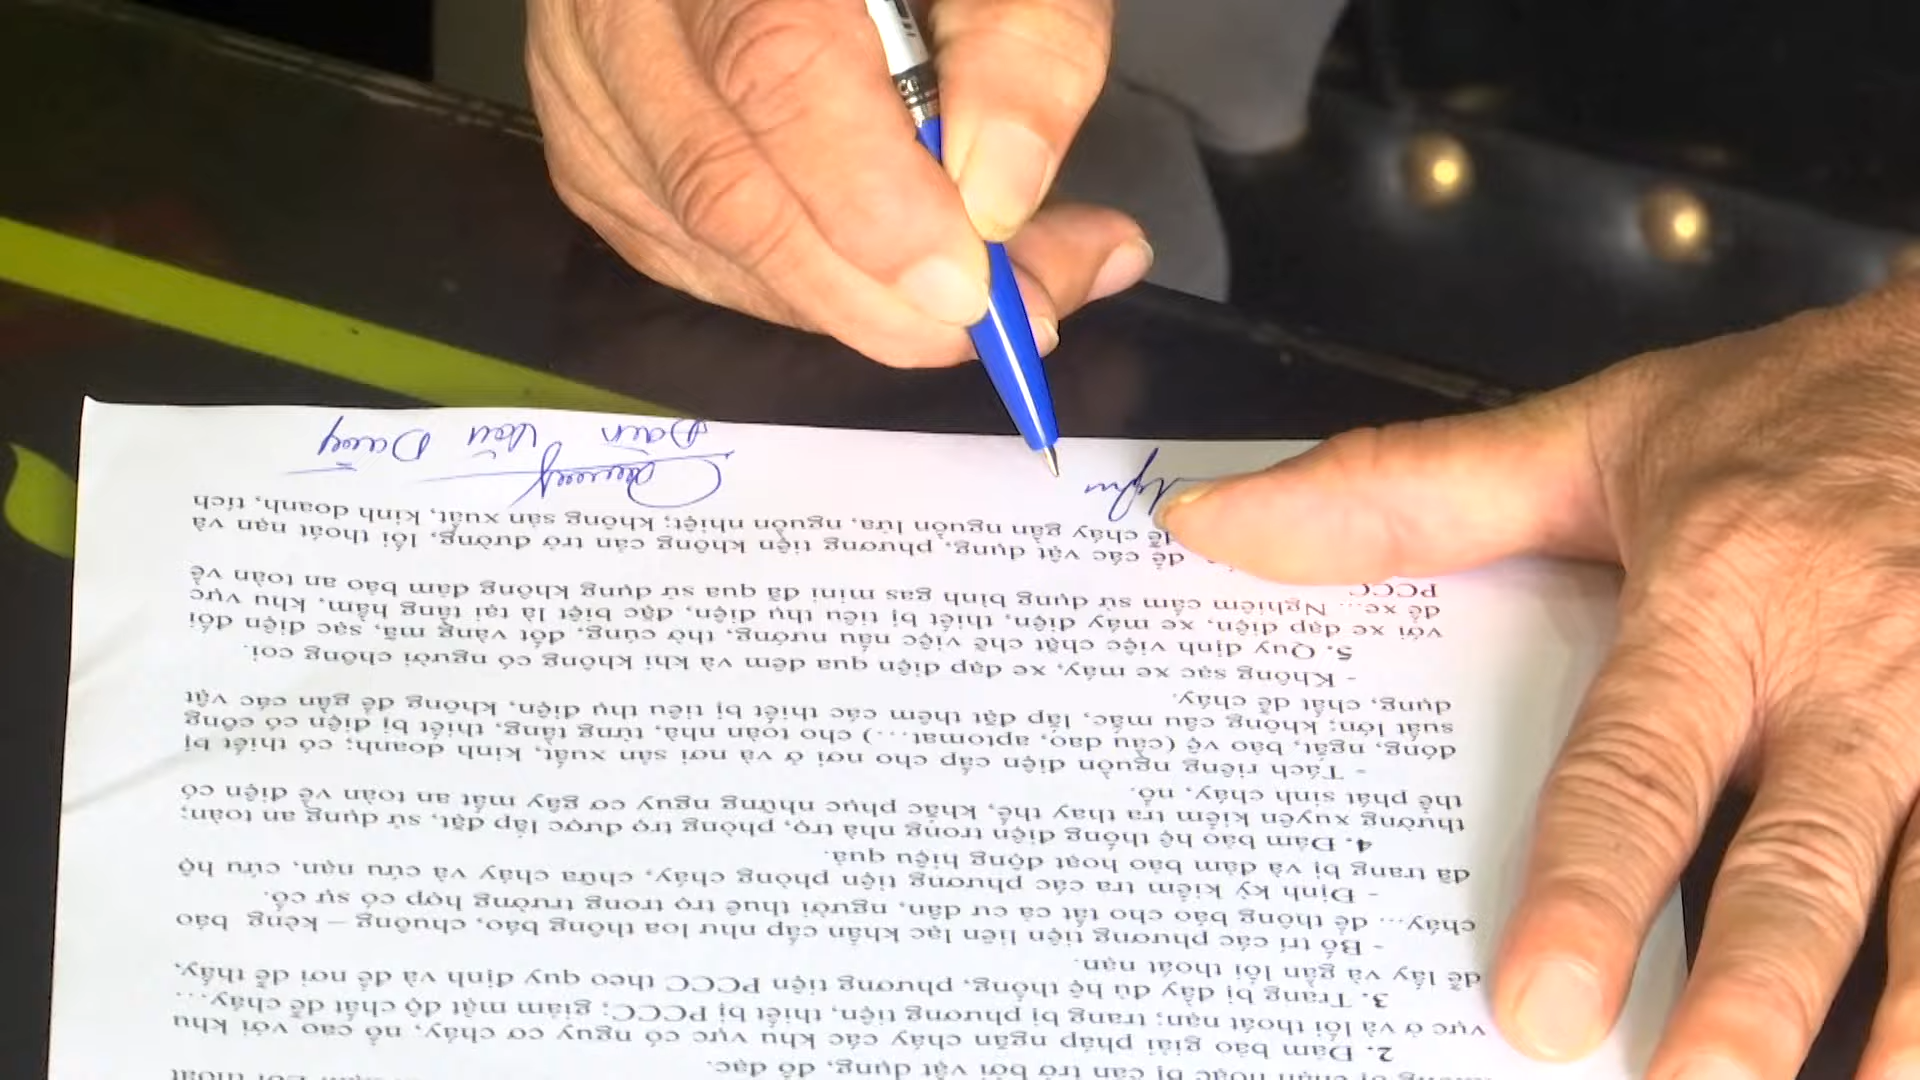 bị chặn hoặc bị cản trở bởi vật dụng, đồ đạc.
2. Đảm bảo giải pháp ngăn cháy các khu vực có nguy cơ cháy, nổ cao với khu
vực ở và lối thoát nạn; trang bị phương tiện, thiết bị PCCC; giảm mật độ chất dễ cháy…
3. Trang bị đầy đủ hệ thống, phương tiện PCCC theo quy định và để nơi dễ thấy,
dễ lấy và gần lối thoát nạn.
- Bố trí các phương tiện liên lạc khẩn cấp như loa thông báo, chuông – kẻng báo
cháy… để thông báo cho tất cả cư dân, người thuê trọ trong trường hợp có sự cố.
- Định kỳ kiểm tra các phương tiện phòng cháy, chữa cháy và cứu nạn, cứu hộ
đã trang bị và đảm bảo hoạt động hiệu quả.
4. Đảm bảo hệ thống điện trong nhà trọ, phòng trọ được lắp đặt, sử dụng an toàn;
thường xuyên kiểm tra thay thế, khắc phục những nguy cơ gây mất an toàn về điện có
thể phát sinh cháy, nổ.
- Tách riêng nguồn điện cấp cho nơi ở và nơi sản xuất, kinh doanh; có thiết bị
đóng, ngắt, bảo vệ (cầu dao, aptomat…) cho toàn nhà, từng tầng, thiết bị điện có công
suất lớn; không câu mắc, lắp đặt thêm các thiết bị tiêu thụ điện, không để gần các vật
dụng, chất dễ cháy.
- Không sạc xe máy, xe đạp điện qua đêm và khi không có người chông coi.
5. Quy định việc chặt chẽ việc nấu nướng, thờ cúng, đốt vàng mã, sạc điện đối
với xe đạp điện, xe máy điện, thiết bị tiêu thụ điện, đặc biệt là tại tầng hầm, khu vực
để xe… Nghiêm cấm sử dụng bình gas mini đã qua sử dụng không đảm bảo an toàn về
PCCC
để các vật dụng, phương tiện không cản trở đường, lối thoát nạn và
dễ cháy gần nguồn lửa, nguồn nhiệt; không sản xuất, kinh doanh, tích